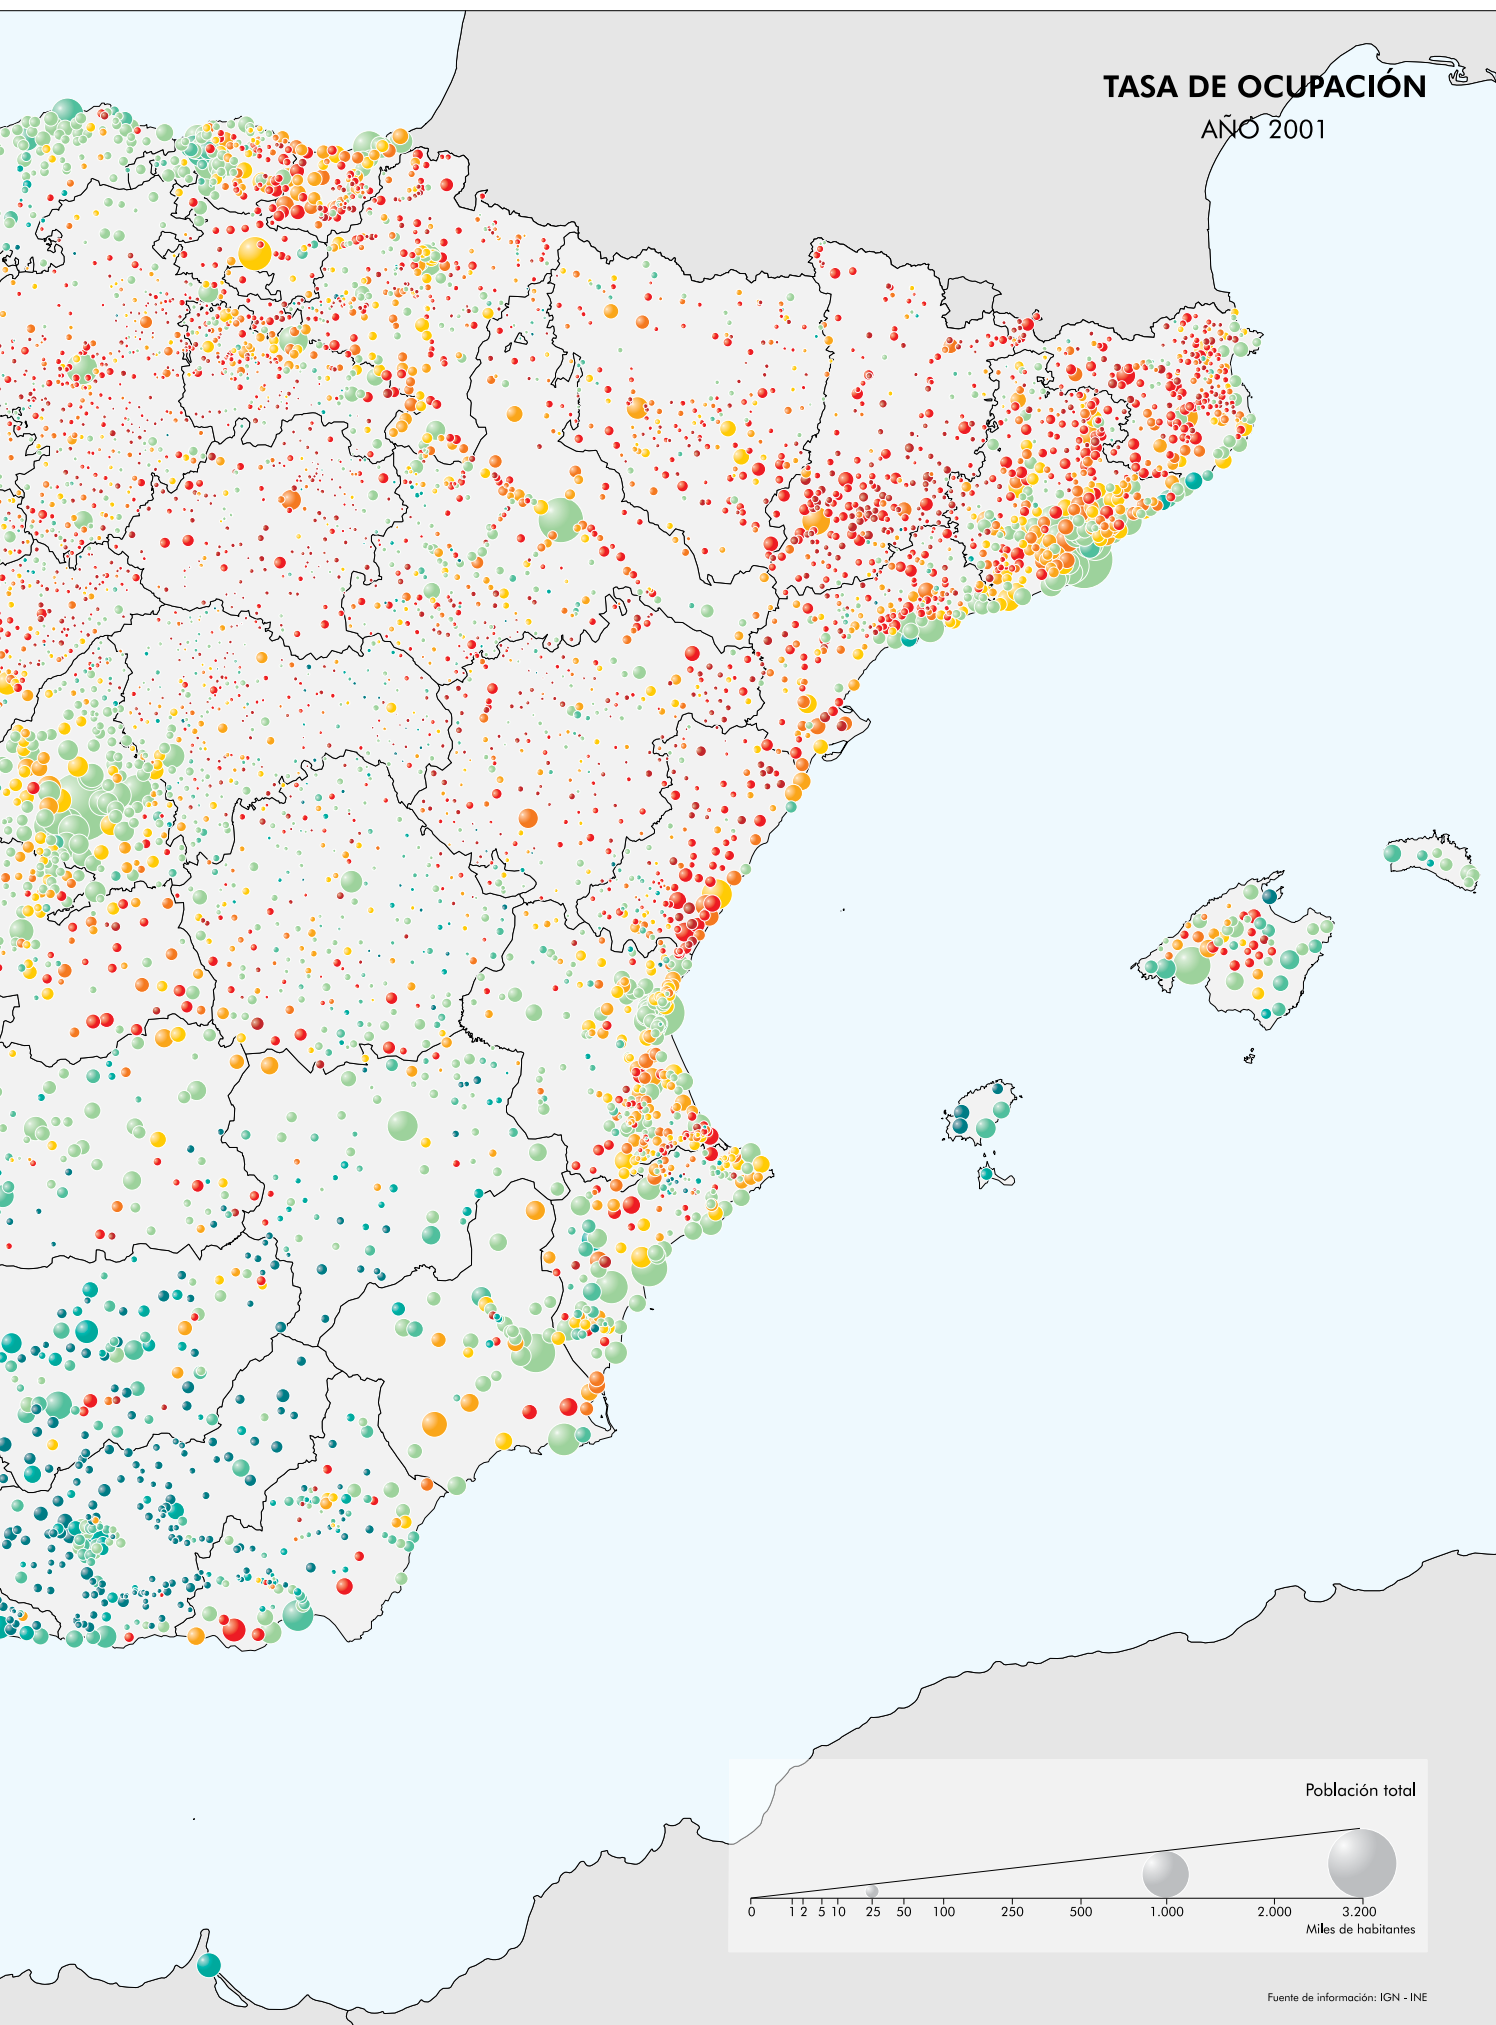 TASA DE OCUPACIÓN
AÑO 2001
Población total
0 1 2 5 10 25 50 100 250 500 1.000 2.000 3.200
Miles de habitantes
Fuente de información: IGN - INE